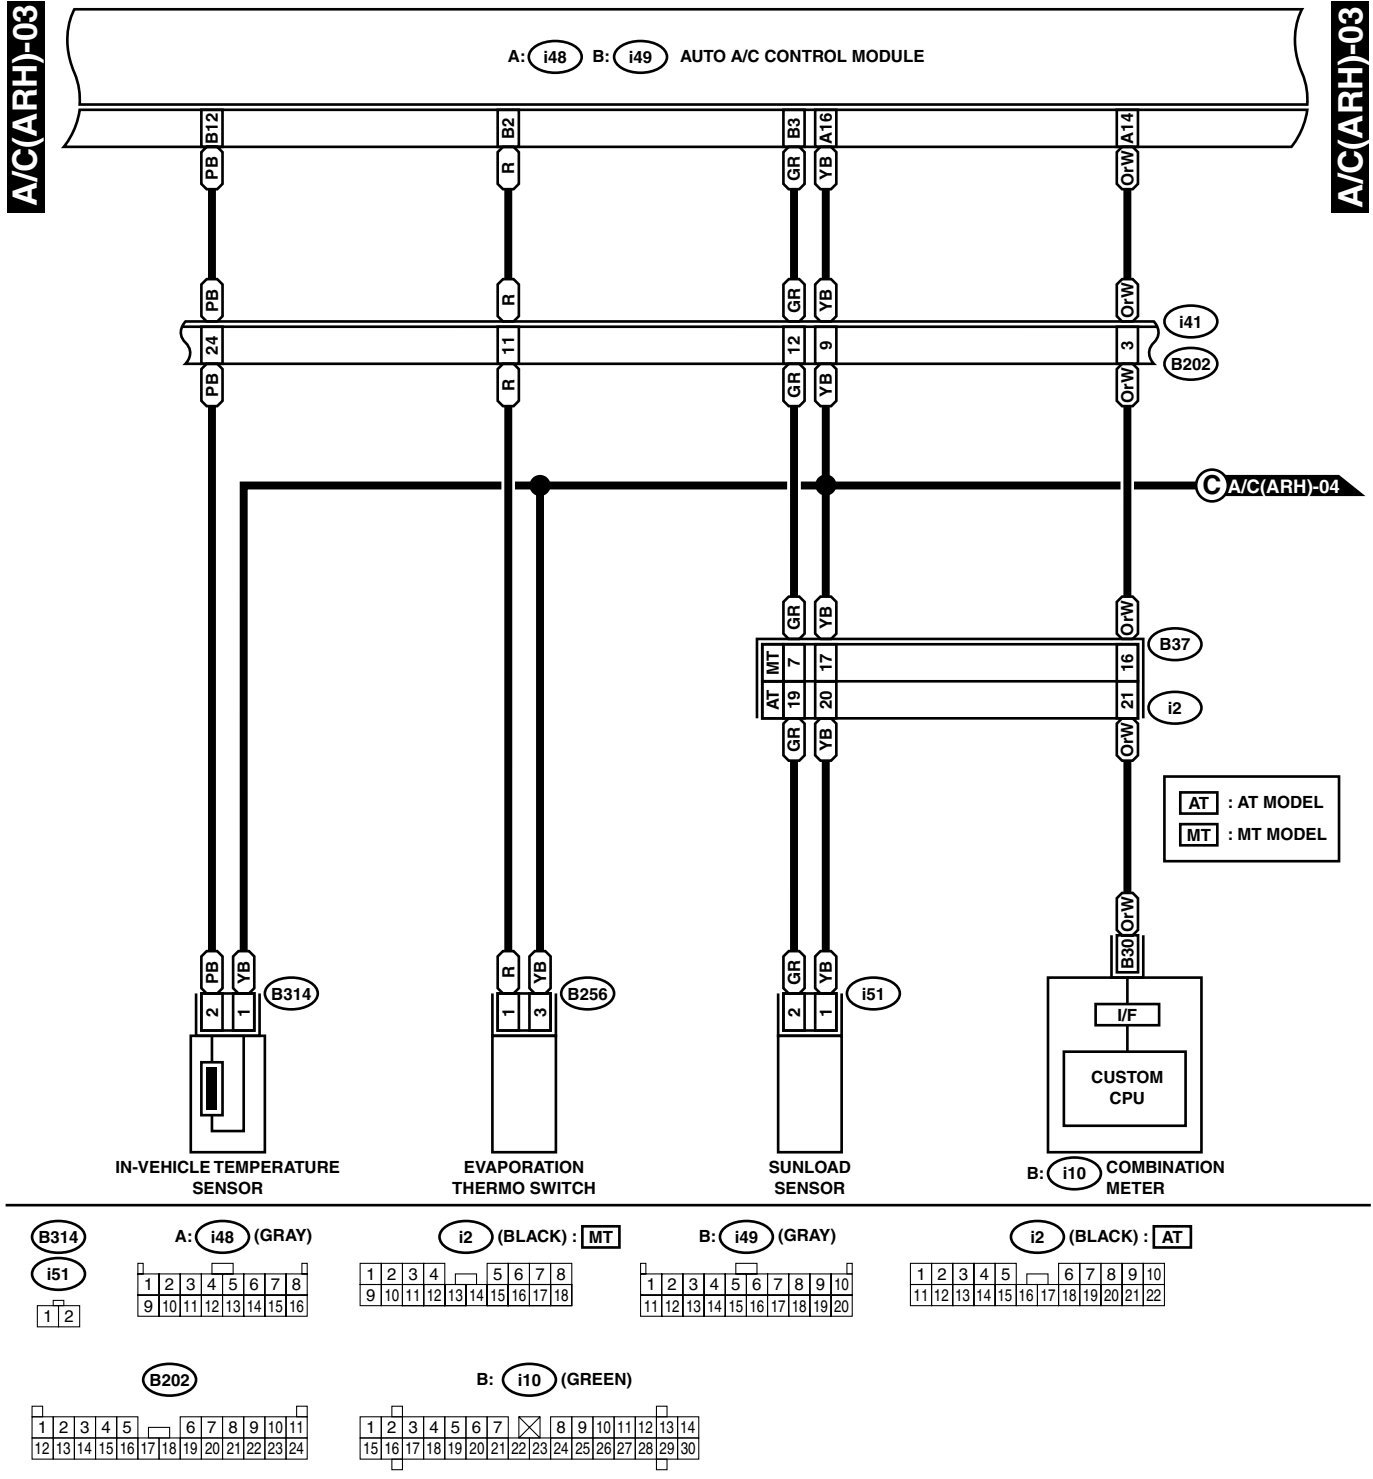 A/C(ARH)-03
A/C(ARH)-03
A: i48 B: i49 AUTO A/C CONTROL MODULE
B12 B2 B3 A16 A14
PB R GR YB OrW
PB R GR YB OrW
i41
24 11 12 9 3
B202
PB R GR YB OrW
C A/C(ARH)-04
GR YB OrW
B37
MT 7 17 16
AT 19 20 21
i2
GR YB OrW
AT : AT MODEL
MT : MT MODEL
OrW
B30
PB YB R YB GR YB
B314 B256 i51
2 1 1 3 2 1
I/F
CUSTOM
CPU
IN-VEHICLE TEMPERATURE
SENSOR
EVAPORATION
THERMO SWITCH
SUNLOAD
SENSOR
B: i10 COMBINATION
METER
B314
i51
1 2
A: i48 (GRAY)
1 2 3 4 5 6 7 8
9 10 11 12 13 14 15 16
i2 (BLACK) : MT
1 2 3 4 5 6 7 8
9 10 11 12 13 14 15 16 17 18
B: i49 (GRAY)
1 2 3 4 5 6 7 8 9 10
11 12 13 14 15 16 17 18 19 20
i2 (BLACK) : AT
1 2 3 4 5 6 7 8 9 10
11 12 13 14 15 16 17 18 19 20 21 22
B202
1 2 3 4 5 6 7 8 9 10 11
12 13 14 15 16 17 18 19 20 21 22 23 24
B: i10 (GREEN)
1 2 3 4 5 6 7 8 9 10 11 12 13 14
15 16 17 18 19 20 21 22 23 24 25 26 27 28 29 30